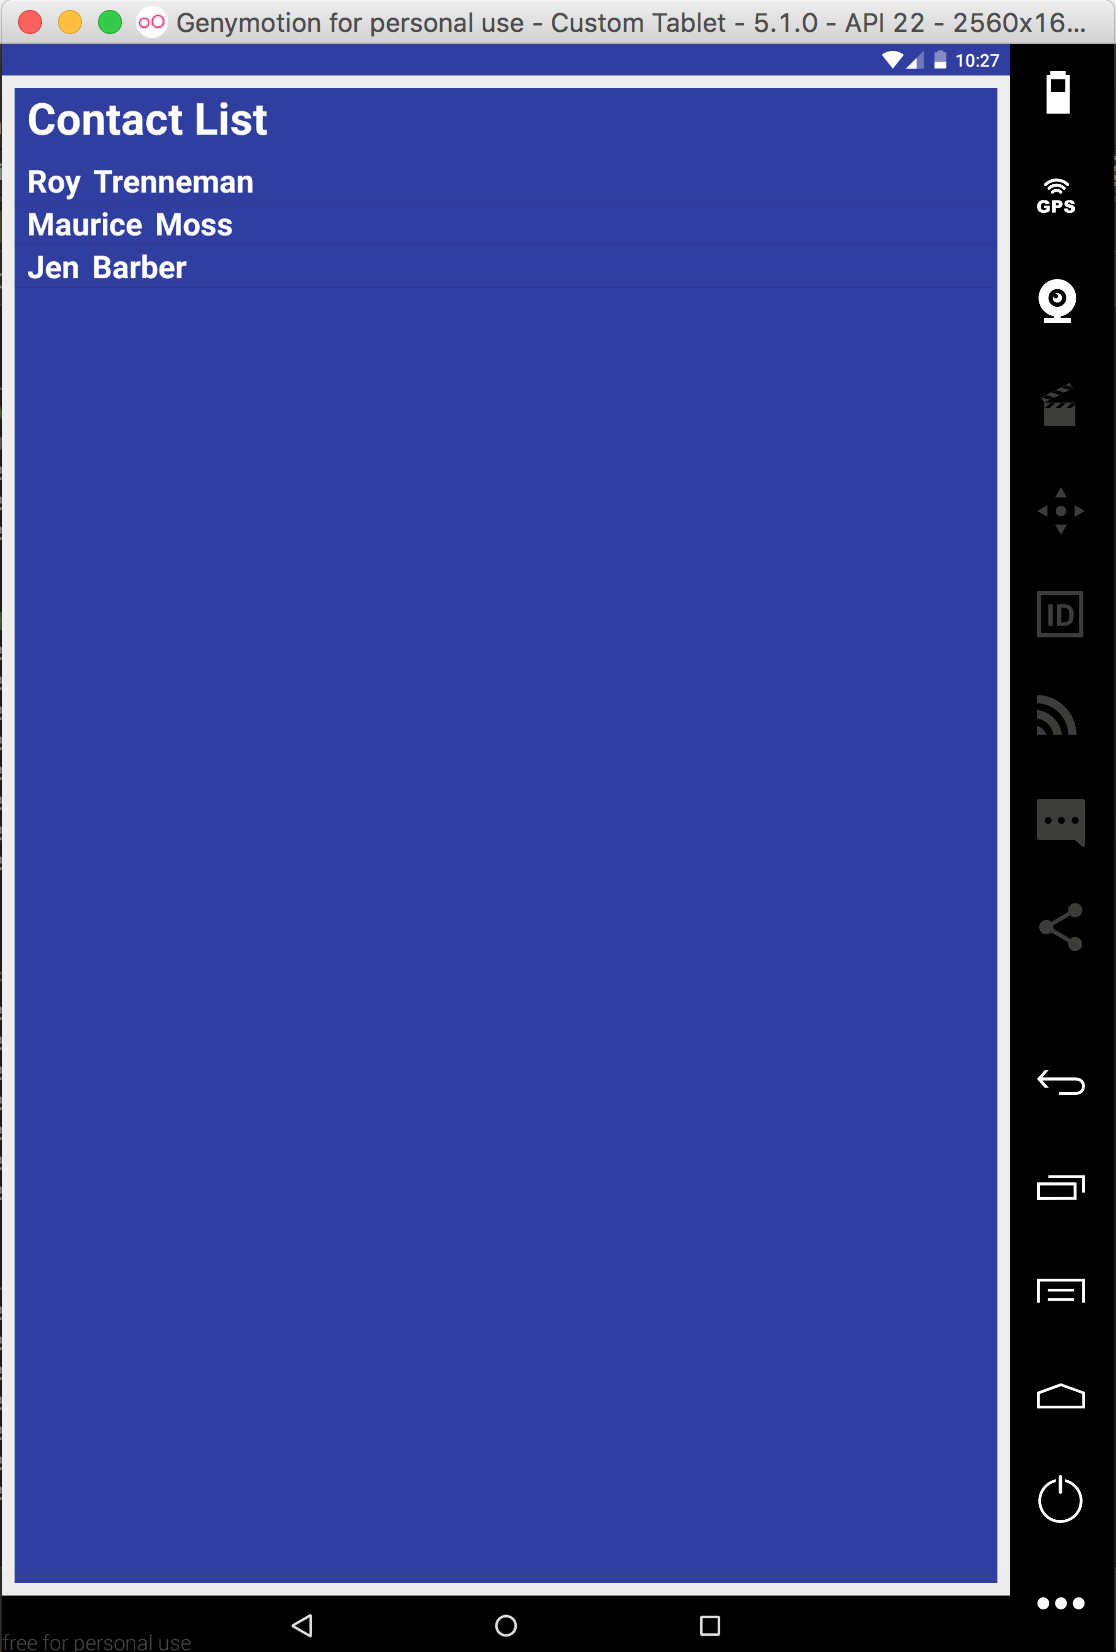 Genymotion for personal use - Custom Tablet - 5.1.0 - API 22 - 2560x16...
10:27
Contact List
Roy Trenneman
Maurice Moss
Jen Barber
GPS
ID
free for personal use